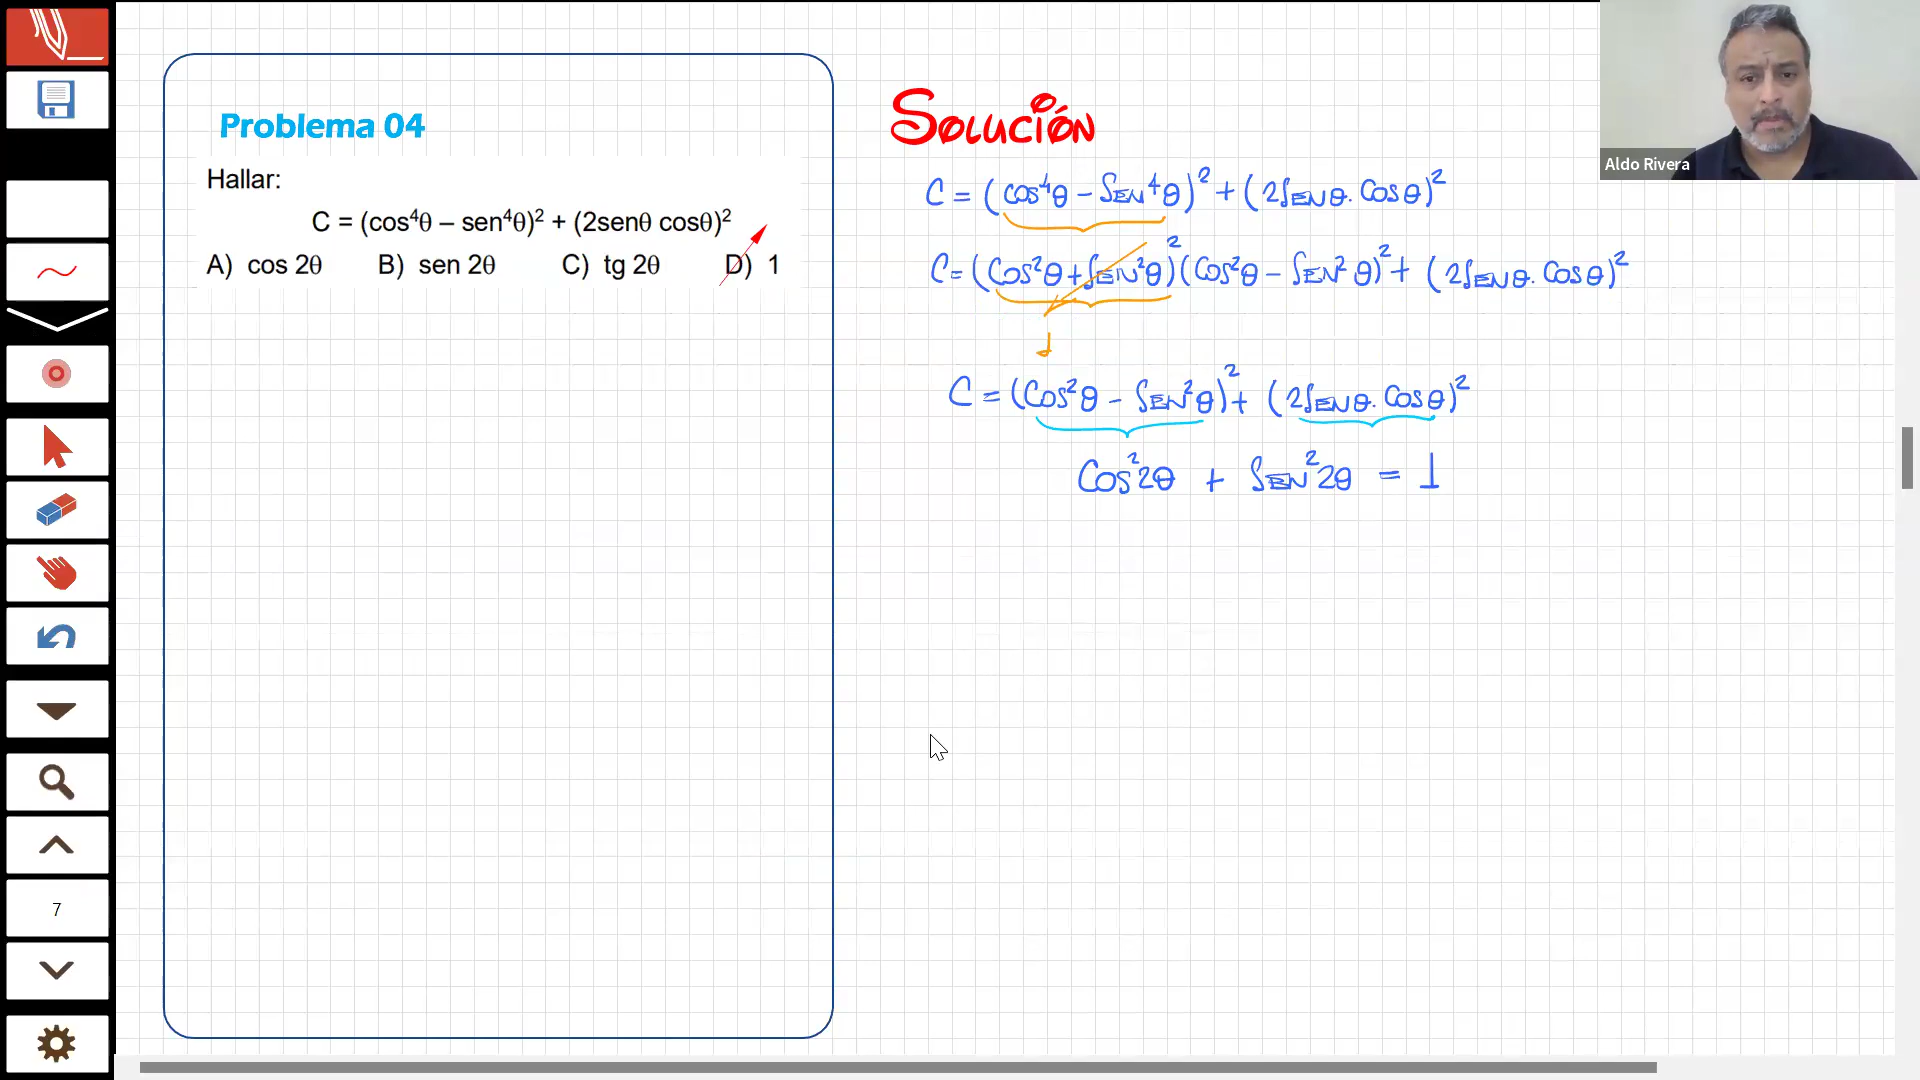 Problema 04
Hallar:
C = (cos⁴θ – sen⁴θ)² + (2senθ cosθ)²
A) cos 2θ B) sen 2θ C) tg 2θ D) 1
SOLUCIÓN
C = (cos⁴θ – SEN⁴θ)² + (2SENθ. Cosθ)²
C = (Cos²θ + SEN²θ)²(Cos²θ – SEN²θ)² + (2SENθ. Cosθ)²
1
C = (Cos²θ – SEN²θ)² + (2SENθ. Cosθ)²
Cos²2θ + SEN²2θ = 1
Aldo Rivera
7